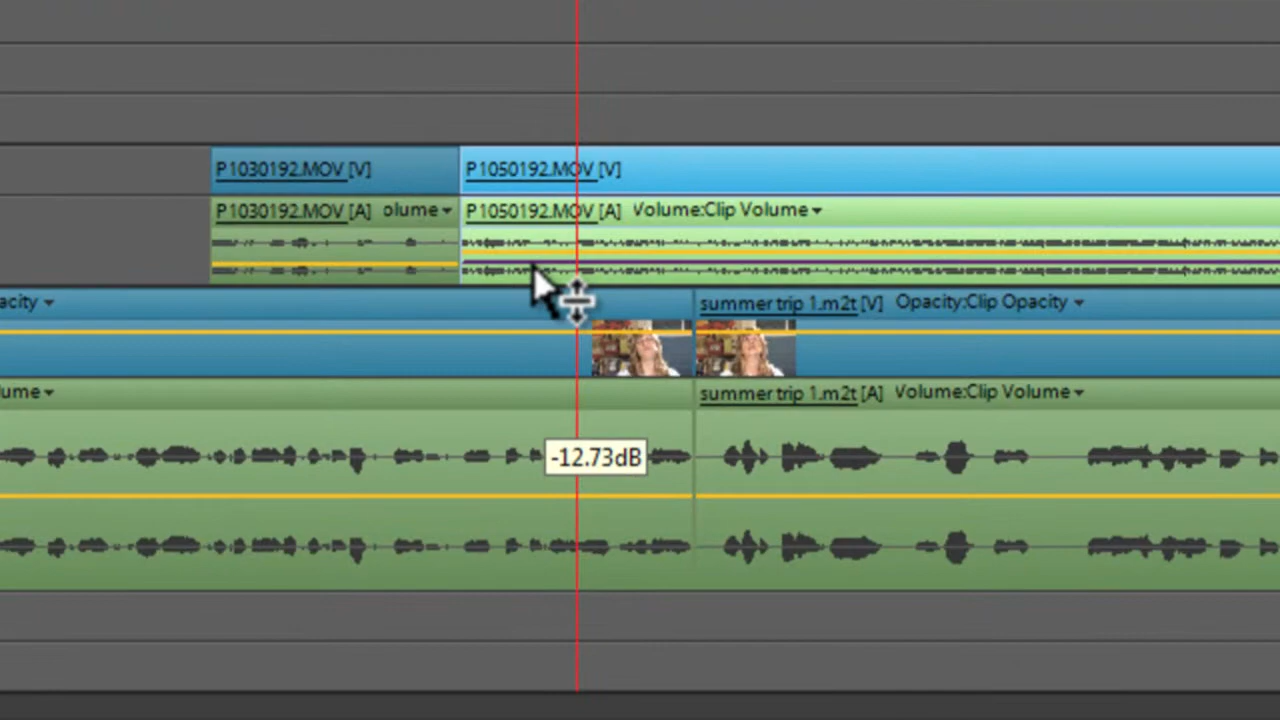 P1030192.MOV [V] P1050192.MOV [V]
P1030192.MOV [A] olume P1050192.MOV [A] Volume:Clip Volume
acity summer trip 1.m2t [V] Opacity:Clip Opacity
lume summer trip 1.m2t [A] Volume:Clip Volume
-12.73dB